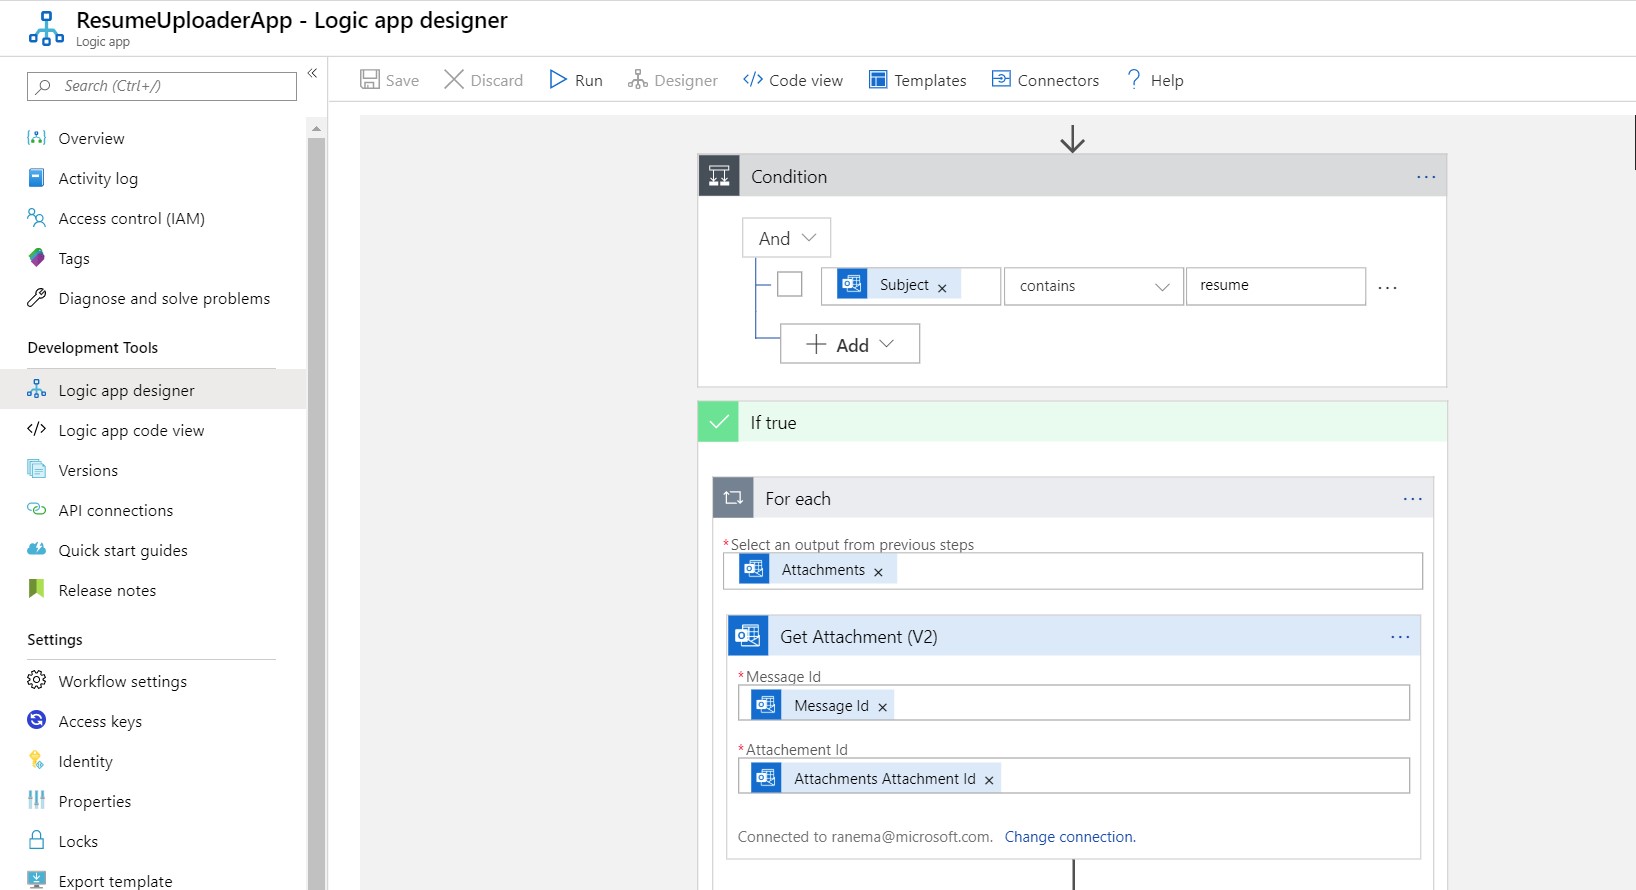 ResumeUploaderApp - Logic app designer
Logic app
Search (Ctrl+/)
«
Overview
Activity log
Access control (IAM)
Tags
Diagnose and solve problems
Development Tools
Logic app designer
Logic app code view
Versions
API connections
Quick start guides
Release notes
Settings
Workflow settings
Access keys
Identity
Properties
Locks
Export template
Save Discard Run Designer Code view Templates Connectors Help
Condition
And
Subject × contains resume
+ Add
If true
For each
*Select an output from previous steps
Attachments ×
Get Attachment (V2)
*Message Id
Message Id ×
*Attachement Id
Attachments Attachment Id ×
Connected to ranema@microsoft.com. Change connection.